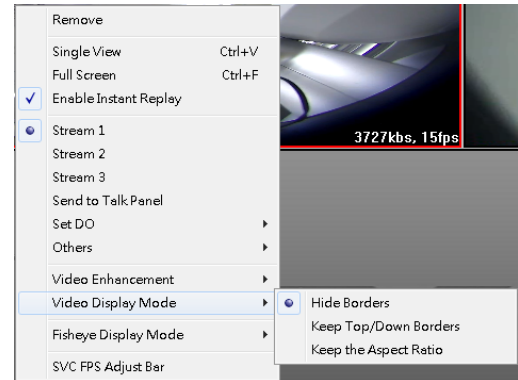 Remove
Single View Ctrl+V
Full Screen Ctrl+F
Enable Instant Replay
Stream 1
3727kbs, 15fps
Stream 2
Stream 3
Send to Talk Panel
Set DO
Others
Video Enhancement
Video Display Mode
Hide Borders
Keep Top/Down Borders
Keep the Aspect Ratio
Fisheye Display Mode
SVC FPS Adjust Bar